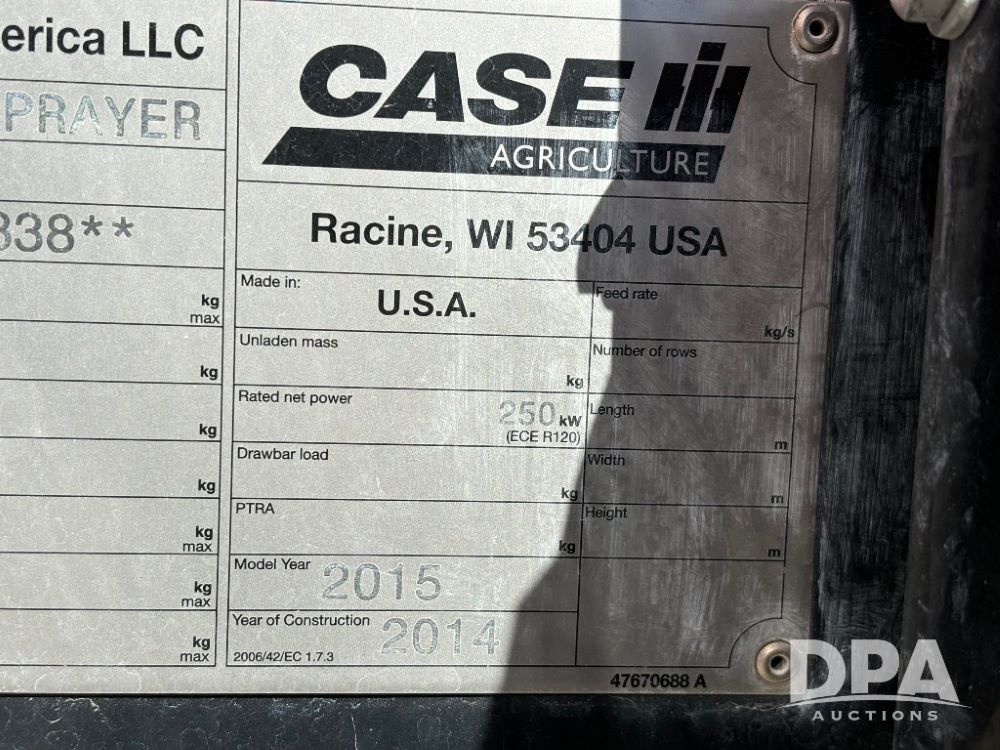 erica LLC
PRAYER
338**
kg
max
kg
kg
kg
kg
max
kg
max
kg
max
CASE IH
AGRICULTURE
Racine, WI 53404 USA
Made in:
U.S.A.
Unladen mass
kg
Rated net power
250 kW
(ECE R120)
Drawbar load
kg
PTRA
kg
Model Year 2015
Year of Construction 2014
2006/42/EC 1.7.3
Feed rate
kg/s
Number of rows
Length
m
Width
m
Height
m
47670688 A
DPA
AUCTIONS